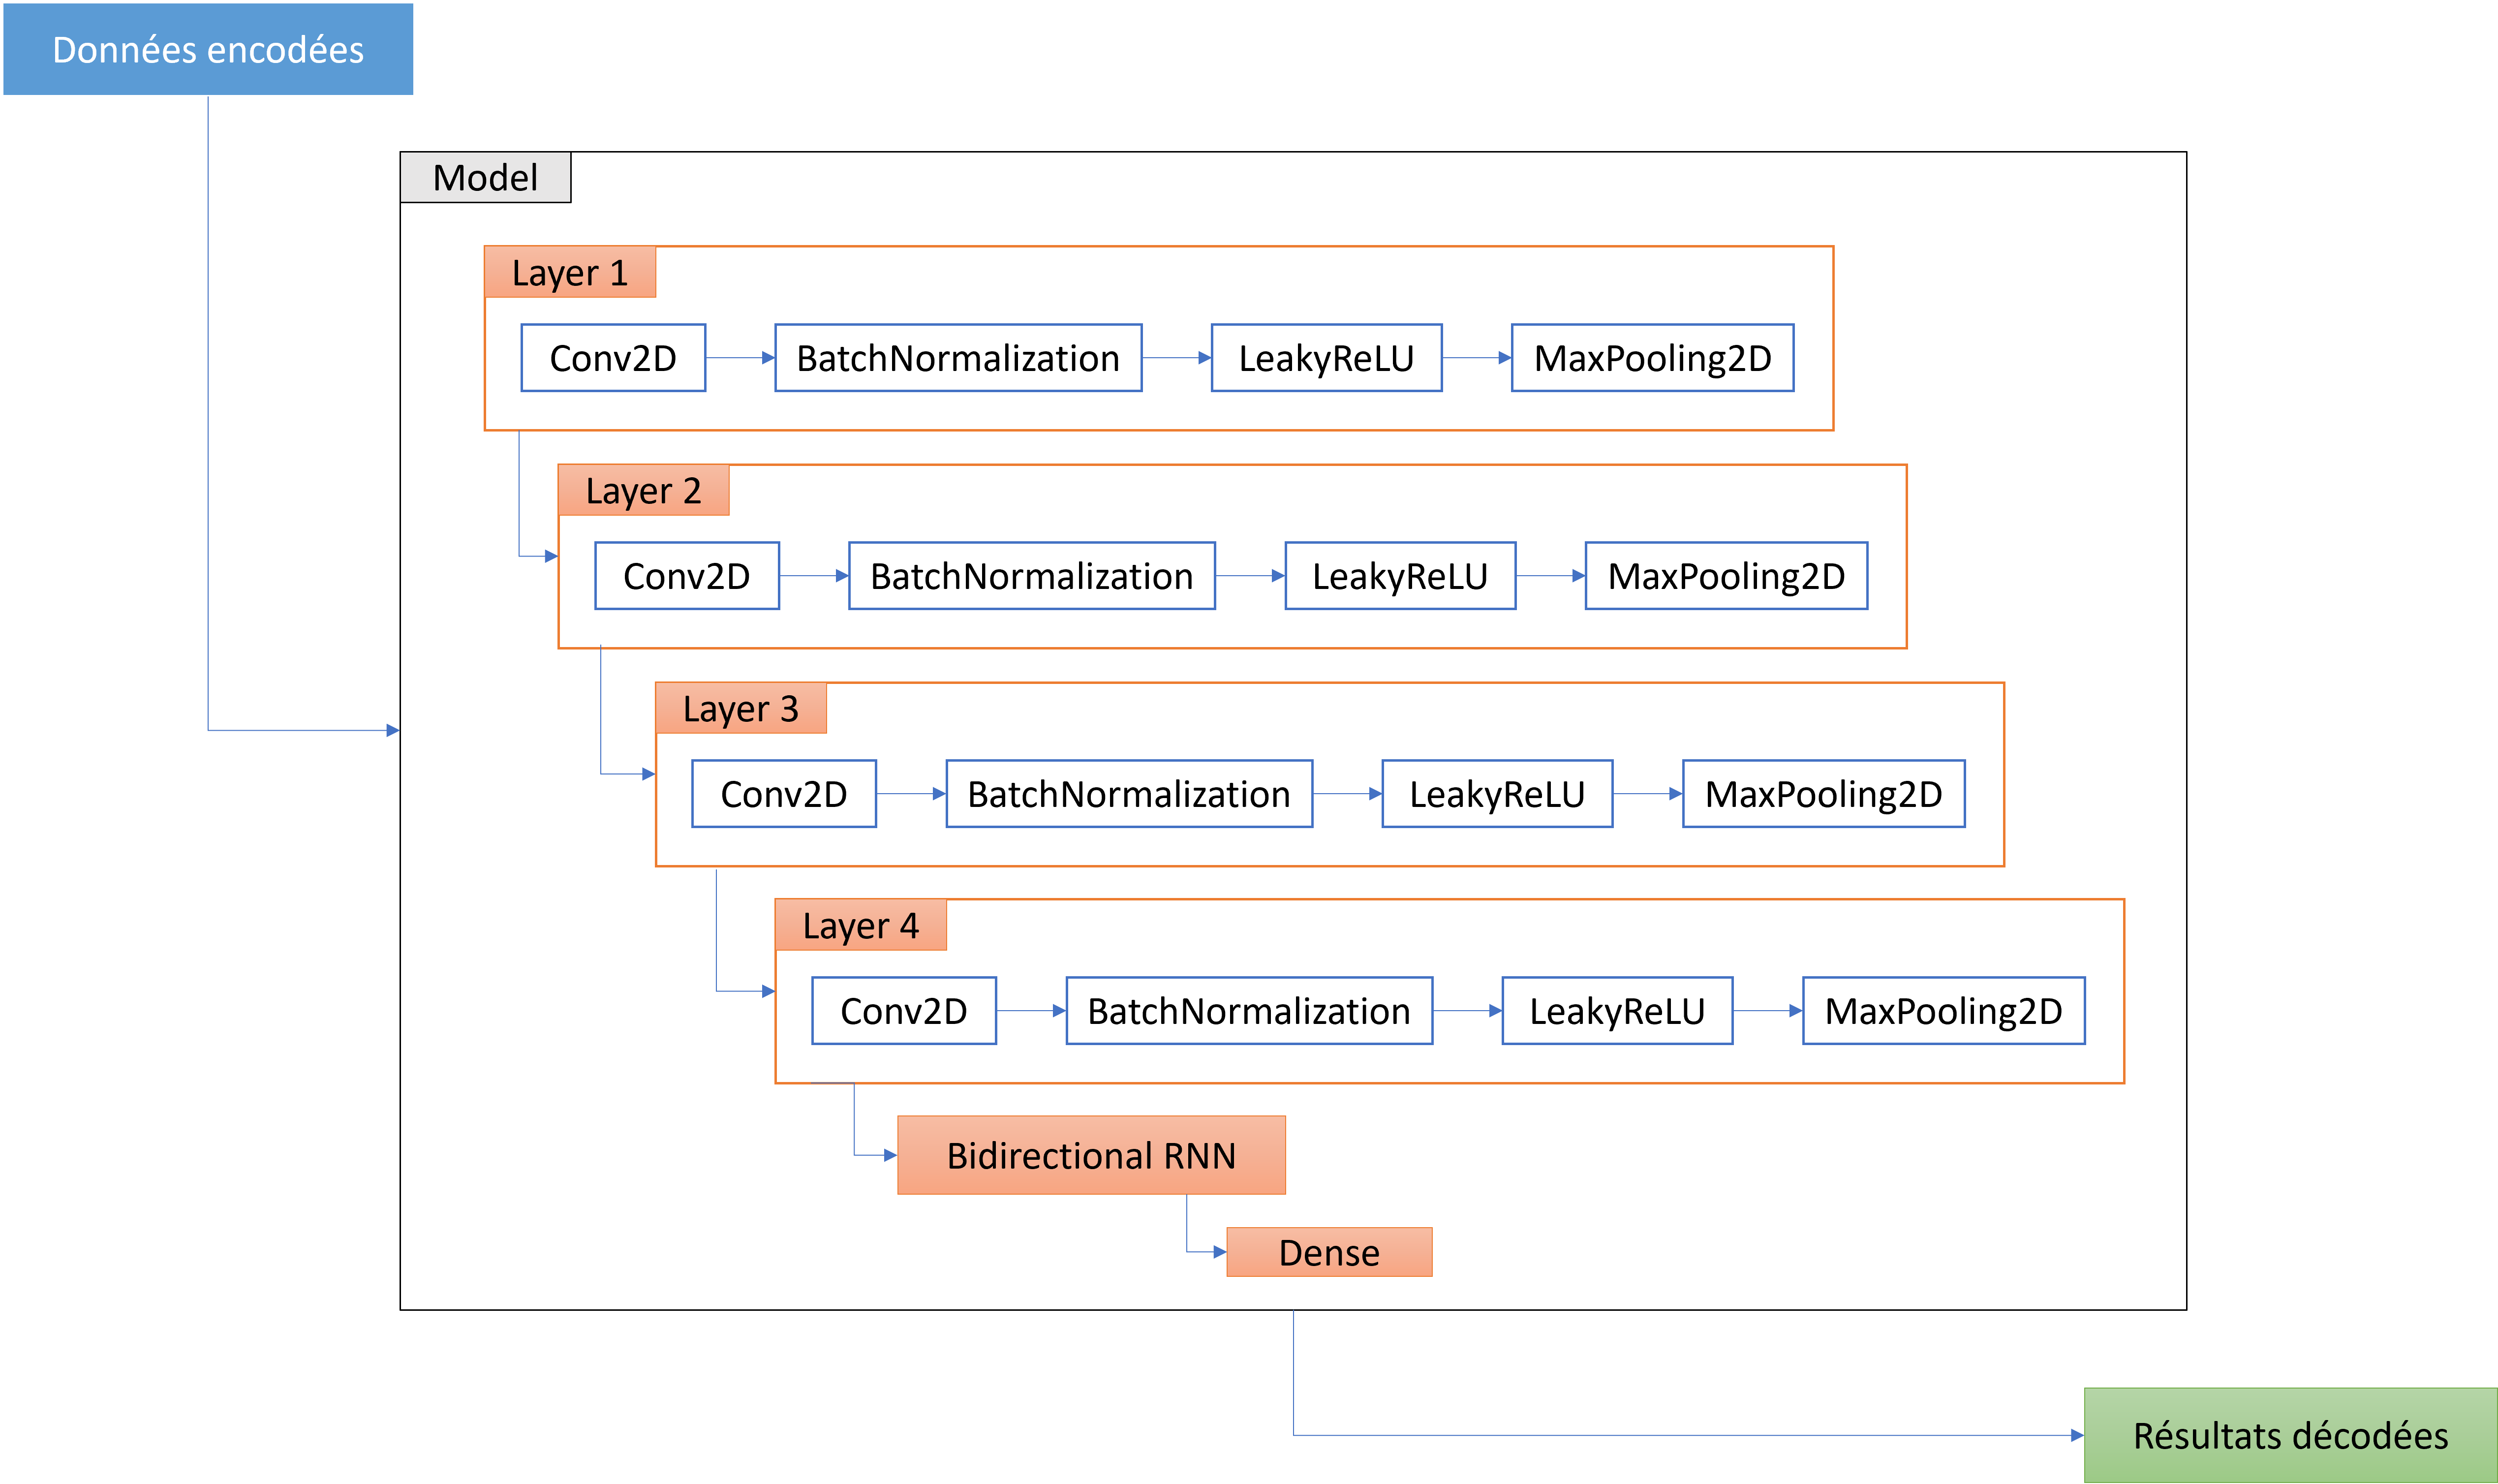 Données encodées
Model
Layer 1
Conv2D
BatchNormalization
LeakyReLU
MaxPooling2D
Layer 2
Conv2D
BatchNormalization
LeakyReLU
MaxPooling2D
Layer 3
Conv2D
BatchNormalization
LeakyReLU
MaxPooling2D
Layer 4
Conv2D
BatchNormalization
LeakyReLU
MaxPooling2D
Bidirectional RNN
Dense
Résultats décodées